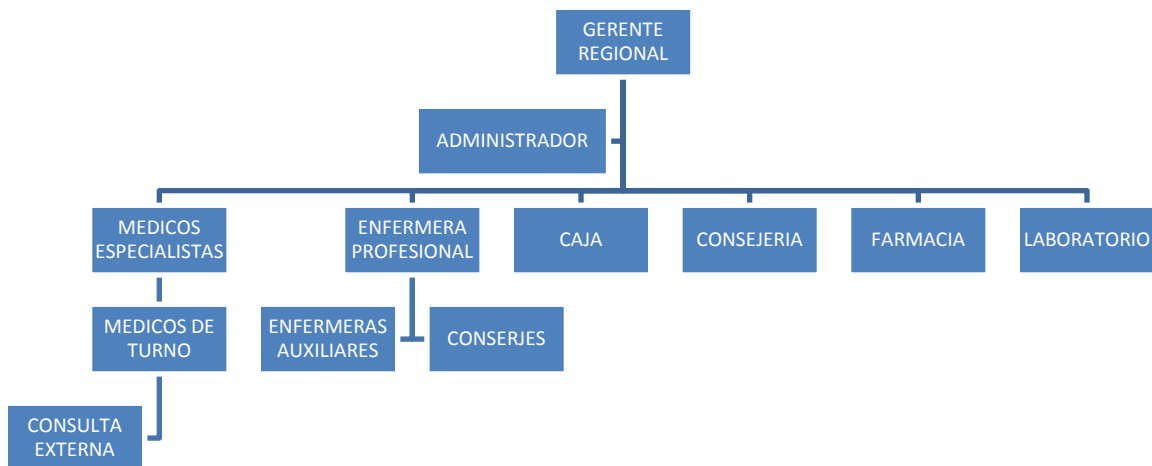 GERENTE
REGIONAL
ADMINISTRADOR
MEDICOS
ESPECIALISTAS
ENFERMERA
PROFESIONAL
CAJA
CONSEJERIA
FARMACIA
LABORATORIO
MEDICOS DE
TURNO
ENFERMERAS
AUXILIARES
CONSERJES
CONSULTA
EXTERNA